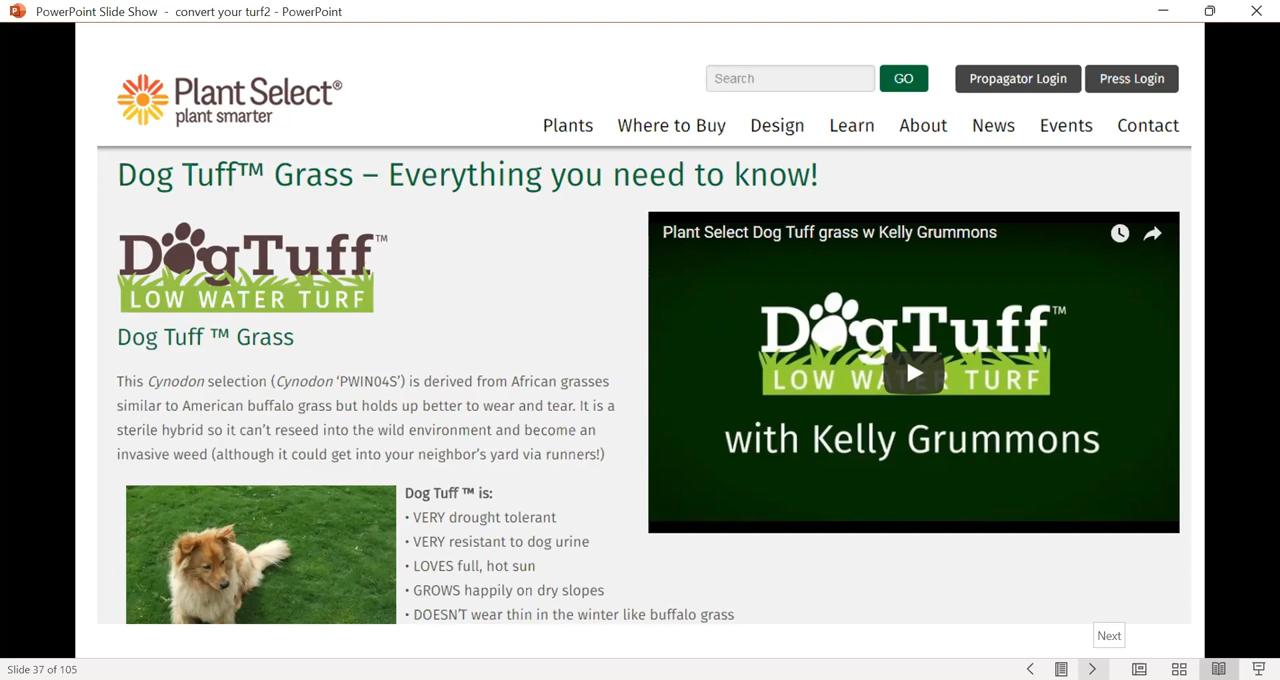 PowerPoint Slide Show - convert your turf2 - PowerPoint
Plant Select®
plant smarter
Search
GO
Propagator Login
Press Login
Plants
Where to Buy
Design
Learn
About
News
Events
Contact
Dog Tuff™ Grass – Everything you need to know!
DogTuff™
LOW WATER TURF
Dog Tuff ™ Grass
This Cynodon selection (Cynodon ‘PWIN04S’) is derived from African grasses
similar to American buffalo grass but holds up better to wear and tear. It is a
sterile hybrid so it can’t reseed into the wild environment and become an
invasive weed (although it could get into your neighbor’s yard via runners!)
Dog Tuff ™ is:
• VERY drought tolerant
• VERY resistant to dog urine
• LOVES full, hot sun
• GROWS happily on dry slopes
• DOESN’T wear thin in the winter like buffalo grass
Plant Select Dog Tuff grass w Kelly Grummons
DogTuff™
LOW WATER TURF
with Kelly Grummons
Next
Slide 37 of 105